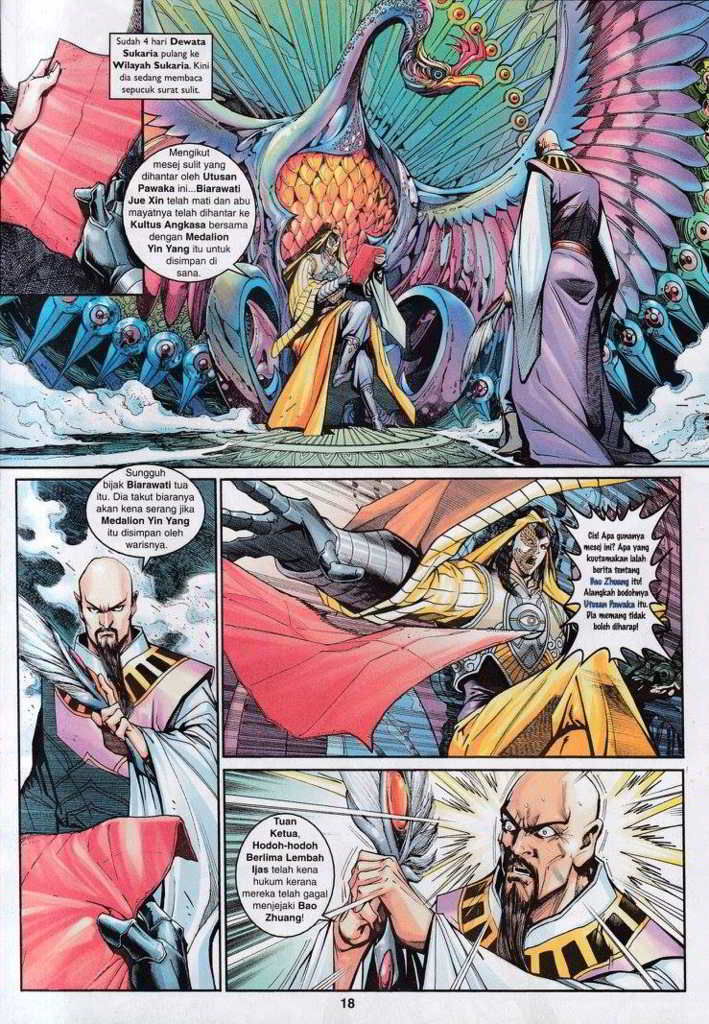 Sudah 4 hari Dewata
Sukaria pulang ke
Wilayah Sukaria. Kini
dia sedang membaca
sepucuk surat sulit.
Mengikut
mesej sulit yang
dihantar oleh Utusan
Pawaka ini...Biarawati
Jue Xin telah mati dan abu
mayatnya telah dihantar ke
Kultus Angkasa bersama
dengan Medalion
Yin Yang itu untuk
disimpan di
sana.
Sungguh
bijak Biarawati tua
itu. Dia takut biaranya
akan kena serang jika
Medalion Yin Yang
itu disimpan oleh
warisnya.
Cis! Apa gunanya
mesej ini? Apa yang
kuutamakan ialah
berita tentang
Bao Zhuang itu!
Alangkah bodohnya
Utusan Pawaka itu.
Dia memang tidak
boleh diharap!
Tuan
Ketua,
Hodoh-hodoh
Berlima Lembah
Ijas telah kena
hukum kerana
mereka telah gagal
menjejaki Bao
Zhuang!
18